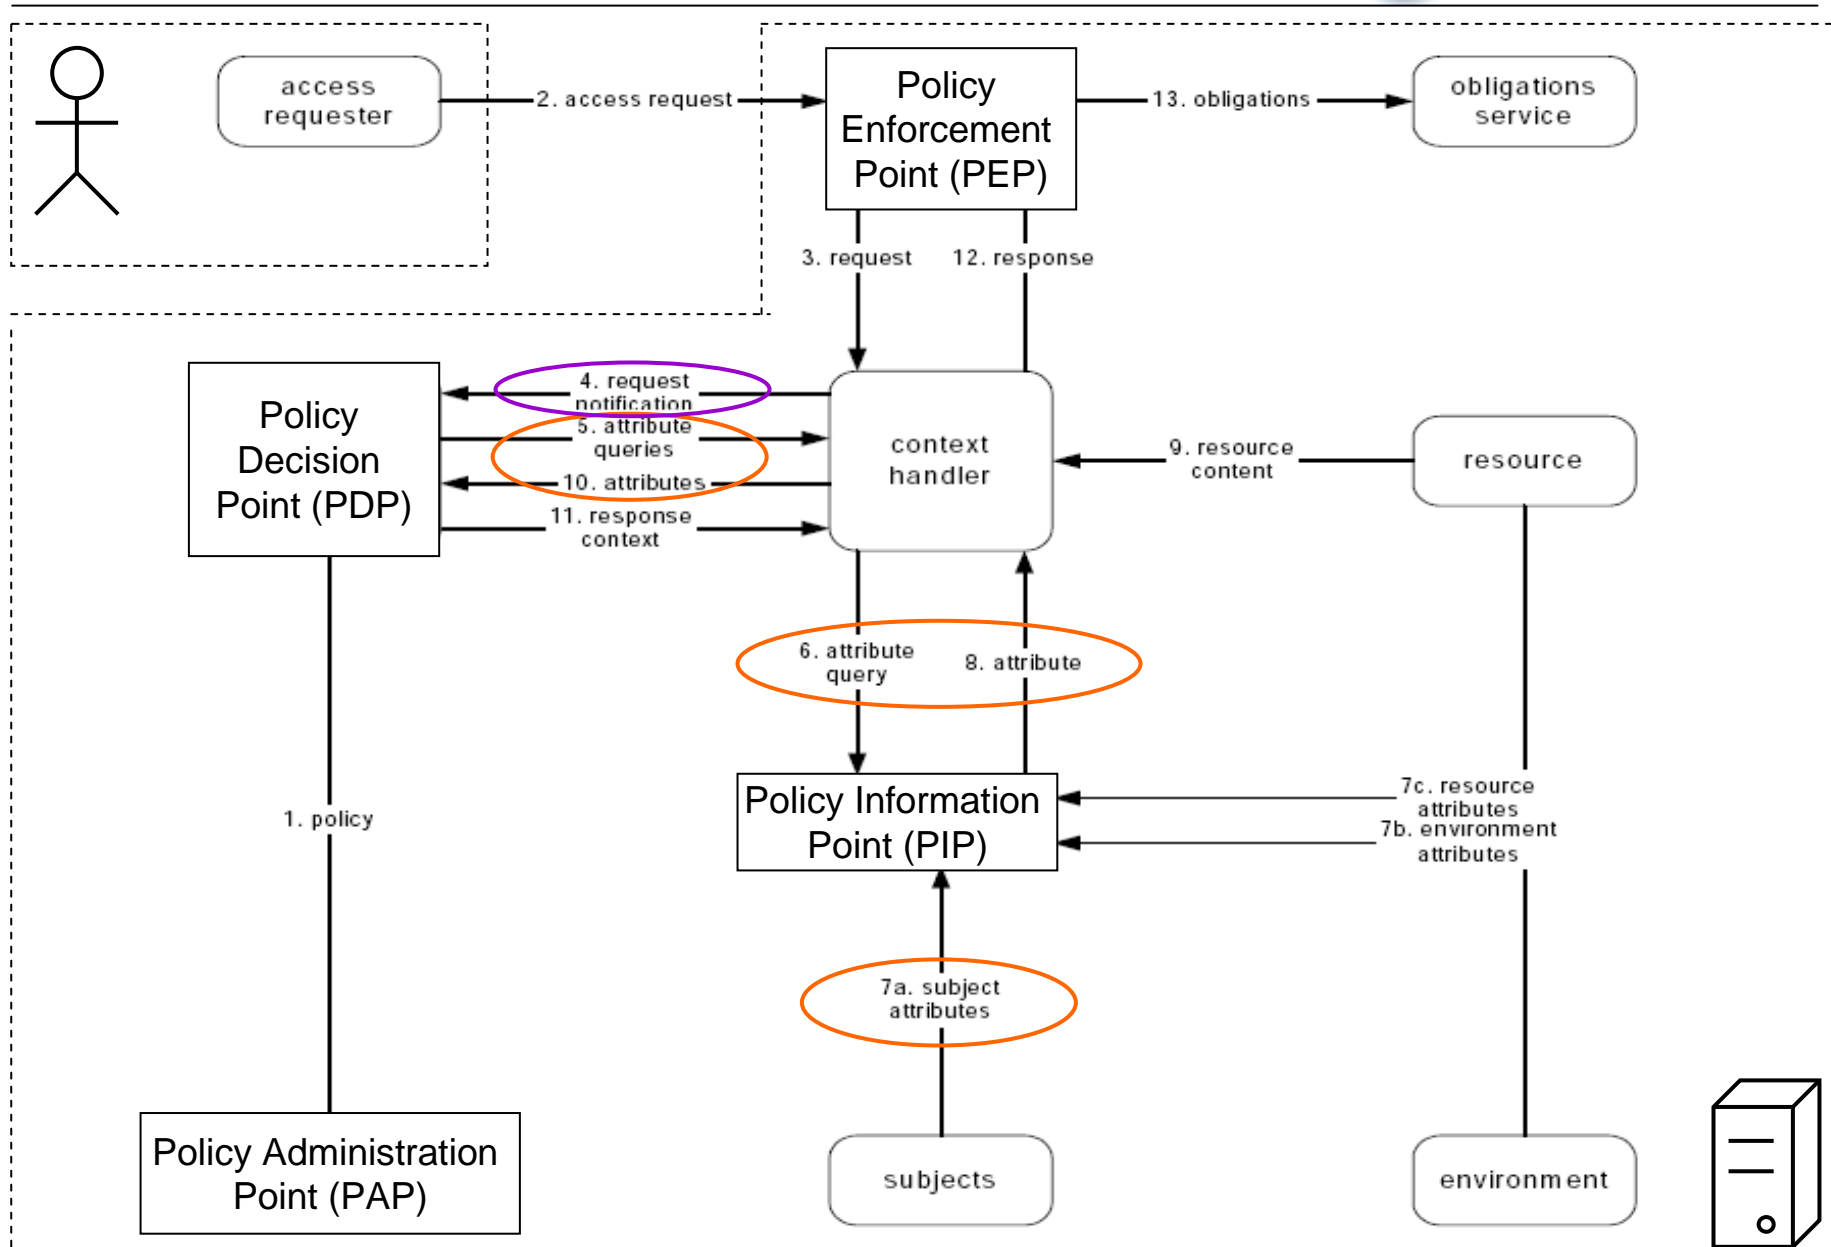 access
requester
2. access request
Policy
Enforcement
Point (PEP)
13. obligations
obligations
service
3. request
12. response
Policy
Decision
Point (PDP)
4. request
notification
5. attribute
queries
10. attributes
11. response
context
context
handler
9. resource
content
resource
6. attribute
query
8. attribute
1. policy
Policy Information
Point (PIP)
7c. resource
attributes
7b. environment
attributes
7a. subject
attributes
Policy Administration
Point (PAP)
subjects
environment